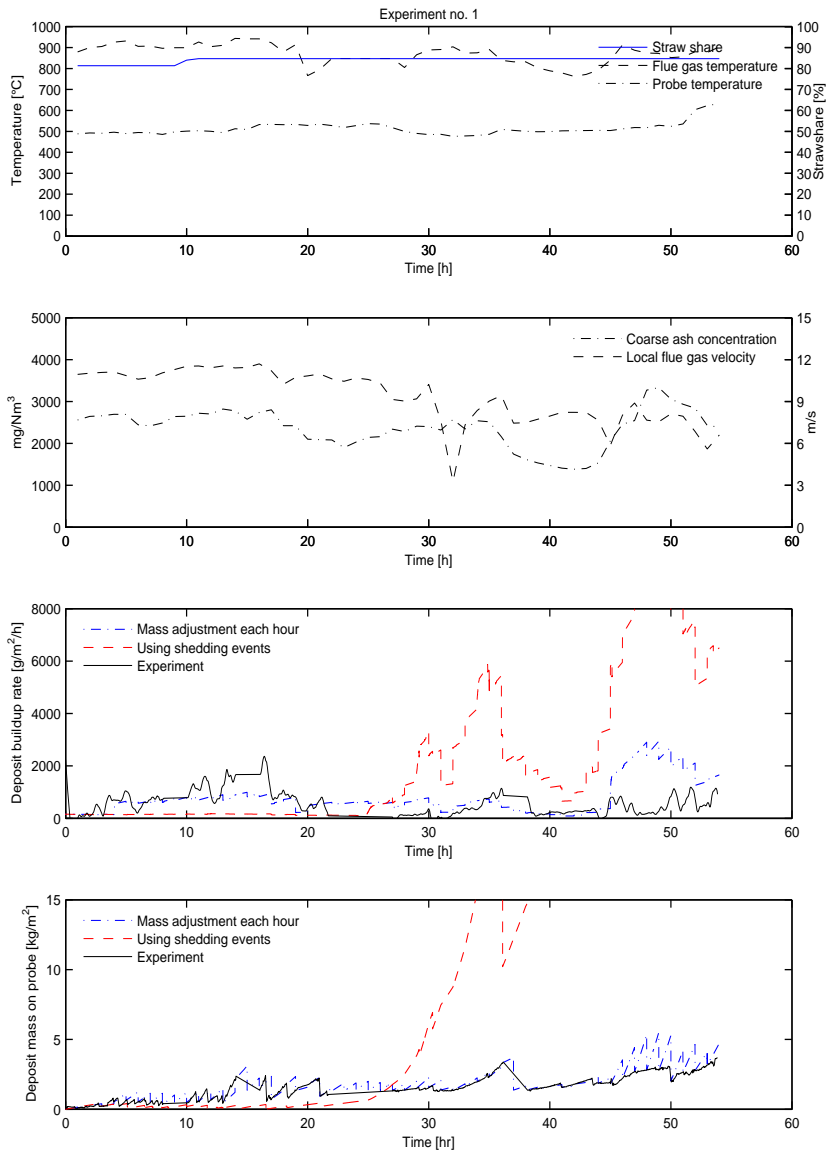 Experiment no. 1
1000
900
800
700
600
500
400
300
200
100
0
Temperature [°C]
100
90
80
70
60
50
40
30
20
10
0
Strawshare [%]
Straw share
Flue gas temperature
Probe temperature
0 10 20 30 40 50 60
Time [h]
5000
4000
3000
2000
1000
0
mg/Nm³
15
12
9
6
3
0
m/s
Coarse ash concentration
Local flue gas velocity
0 10 20 30 40 50 60
Time [h]
8000
6000
4000
2000
0
Deposit buildup rate [g/m²/h]
Mass adjustment each hour
Using shedding events
Experiment
0 10 20 30 40 50 60
Time [h]
15
10
5
0
Deposit mass on probe [kg/m²]
Mass adjustment each hour
Using shedding events
Experiment
0 10 20 30 40 50 60
Time [hr]